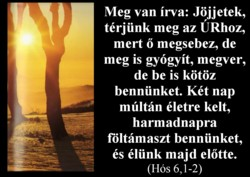 Meg van írva: Jöjjetek,
térjünk meg az ÚRhoz,
mert ő megsebez, de
meg is gyógyít, megver,
de be is kötöz
bennünket. Két nap
múltán életre kelt,
harmadnapra
föltámaszt bennünket,
és élünk majd előtte.
(Hós 6,1-2)